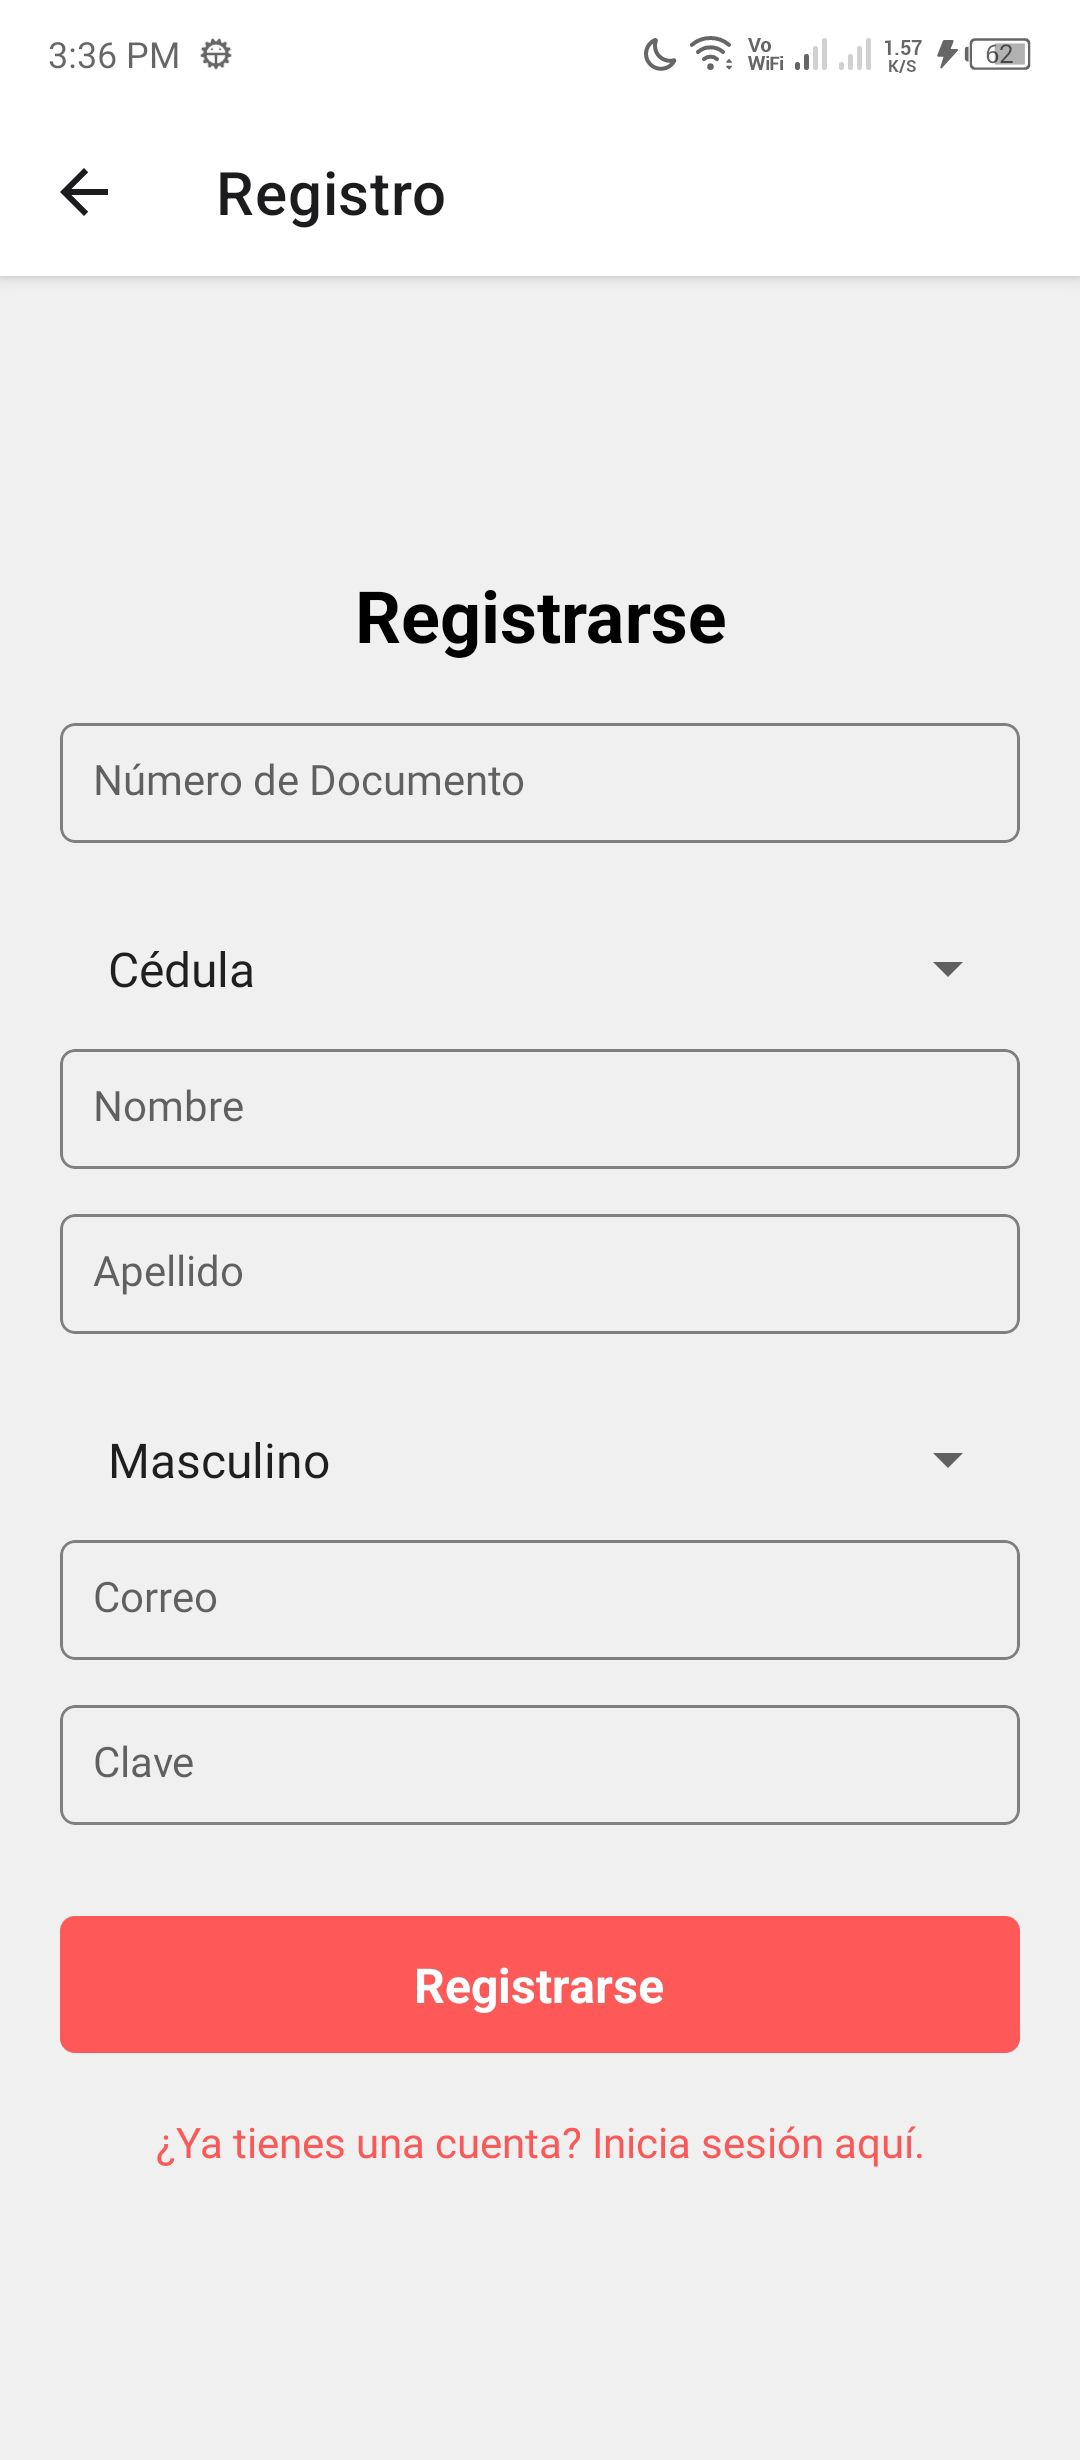 3:36 PM
Vo
WiFi
1.57
K/S
62
Registro
Registrarse
Número de Documento
Cédula
Nombre
Apellido
Masculino
Correo
Clave
Registrarse
¿Ya tienes una cuenta? Inicia sesión aquí.